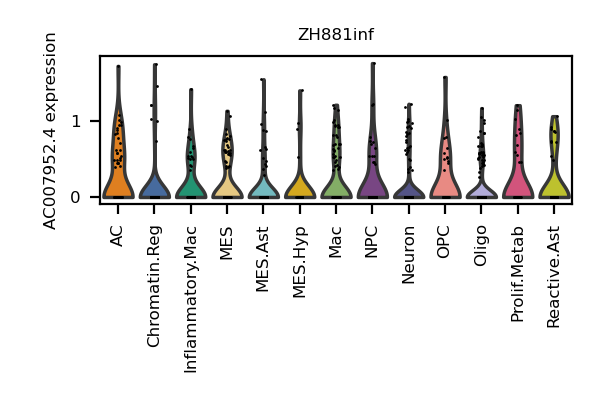 ZH881inf
AC007952.4 expression
1
0
AC
Chromatin.Reg
Inflammatory.Mac
MES
MES.Ast
MES.Hyp
Mac
NPC
Neuron
OPC
Oligo
Prolif.Metab
Reactive.Ast